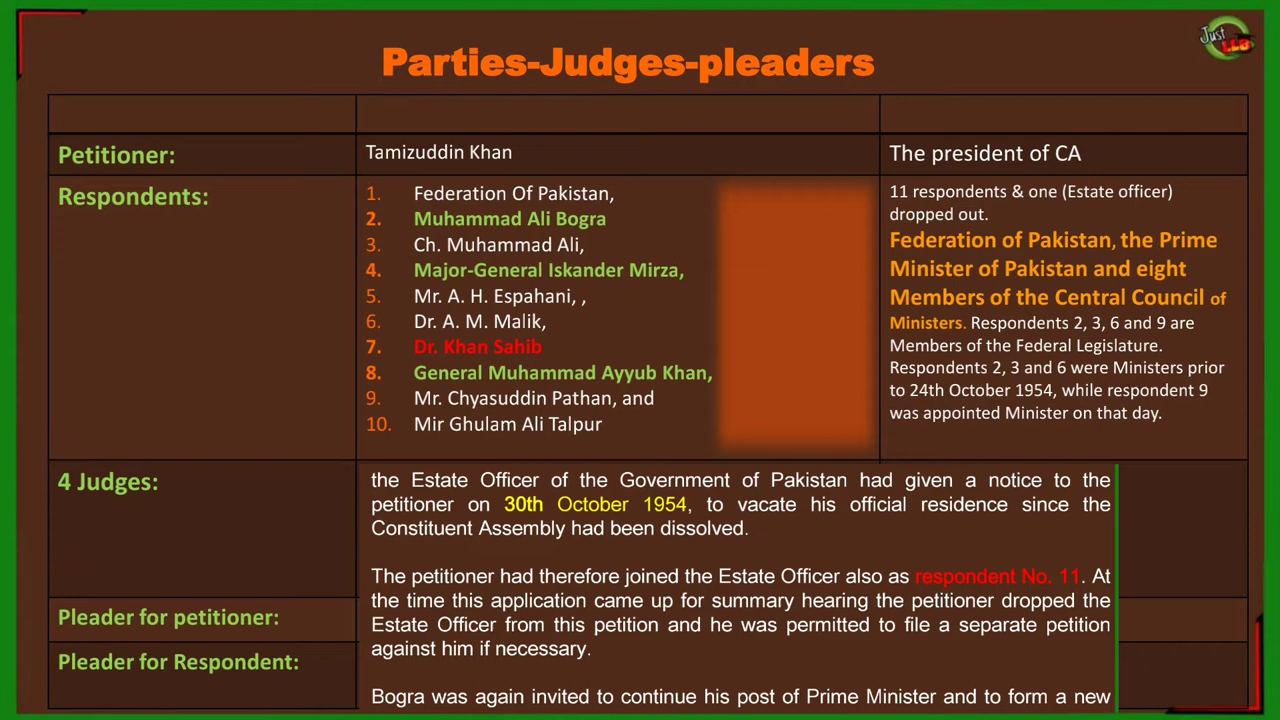 Just
LLB
Parties-Judges-pleaders
Petitioner:
Tamizuddin Khan
The president of CA
Respondents:
1. Federation Of Pakistan,
2. Muhammad Ali Bogra
3. Ch. Muhammad Ali,
4. Major-General Iskander Mirza,
5. Mr. A. H. Espahani, ,
6. Dr. A. M. Malik,
7. Dr. Khan Sahib
8. General Muhammad Ayyub Khan,
9. Mr. Chyasuddin Pathan, and
10. Mir Ghulam Ali Talpur
11 respondents & one (Estate officer)
dropped out.
Federation of Pakistan, the Prime
Minister of Pakistan and eight
Members of the Central Council of
Ministers. Respondents 2, 3, 6 and 9 are
Members of the Federal Legislature.
Respondents 2, 3 and 6 were Ministers prior
to 24th October 1954, while respondent 9
was appointed Minister on that day.
4 Judges:
the Estate Officer of the Government of Pakistan had given a notice to the
petitioner on 30th October 1954, to vacate his official residence since the
Constituent Assembly had been dissolved.
The petitioner had therefore joined the Estate Officer also as respondent No. 11. At
the time this application came up for summary hearing the petitioner dropped the
Estate Officer from this petition and he was permitted to file a separate petition
against him if necessary.
Bogra was again invited to continue his post of Prime Minister and to form a new
Pleader for petitioner:
Pleader for Respondent: